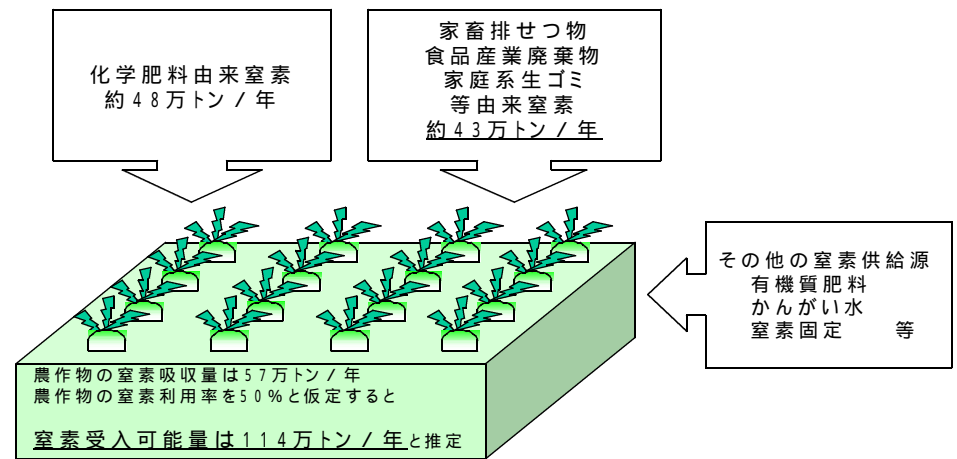 化学肥料由来窒素
約48万トン/年
家畜排せつ物
食品産業廃棄物
家庭系生ゴミ
等由来窒素
約43万トン/年
その他の窒素供給源
有機質肥料
かんがい水
窒素固定　　等
農作物の窒素吸収量は57万トン/年
農作物の窒素利用率を50%と仮定すると
窒素受入可能量は114万トン/年と推定